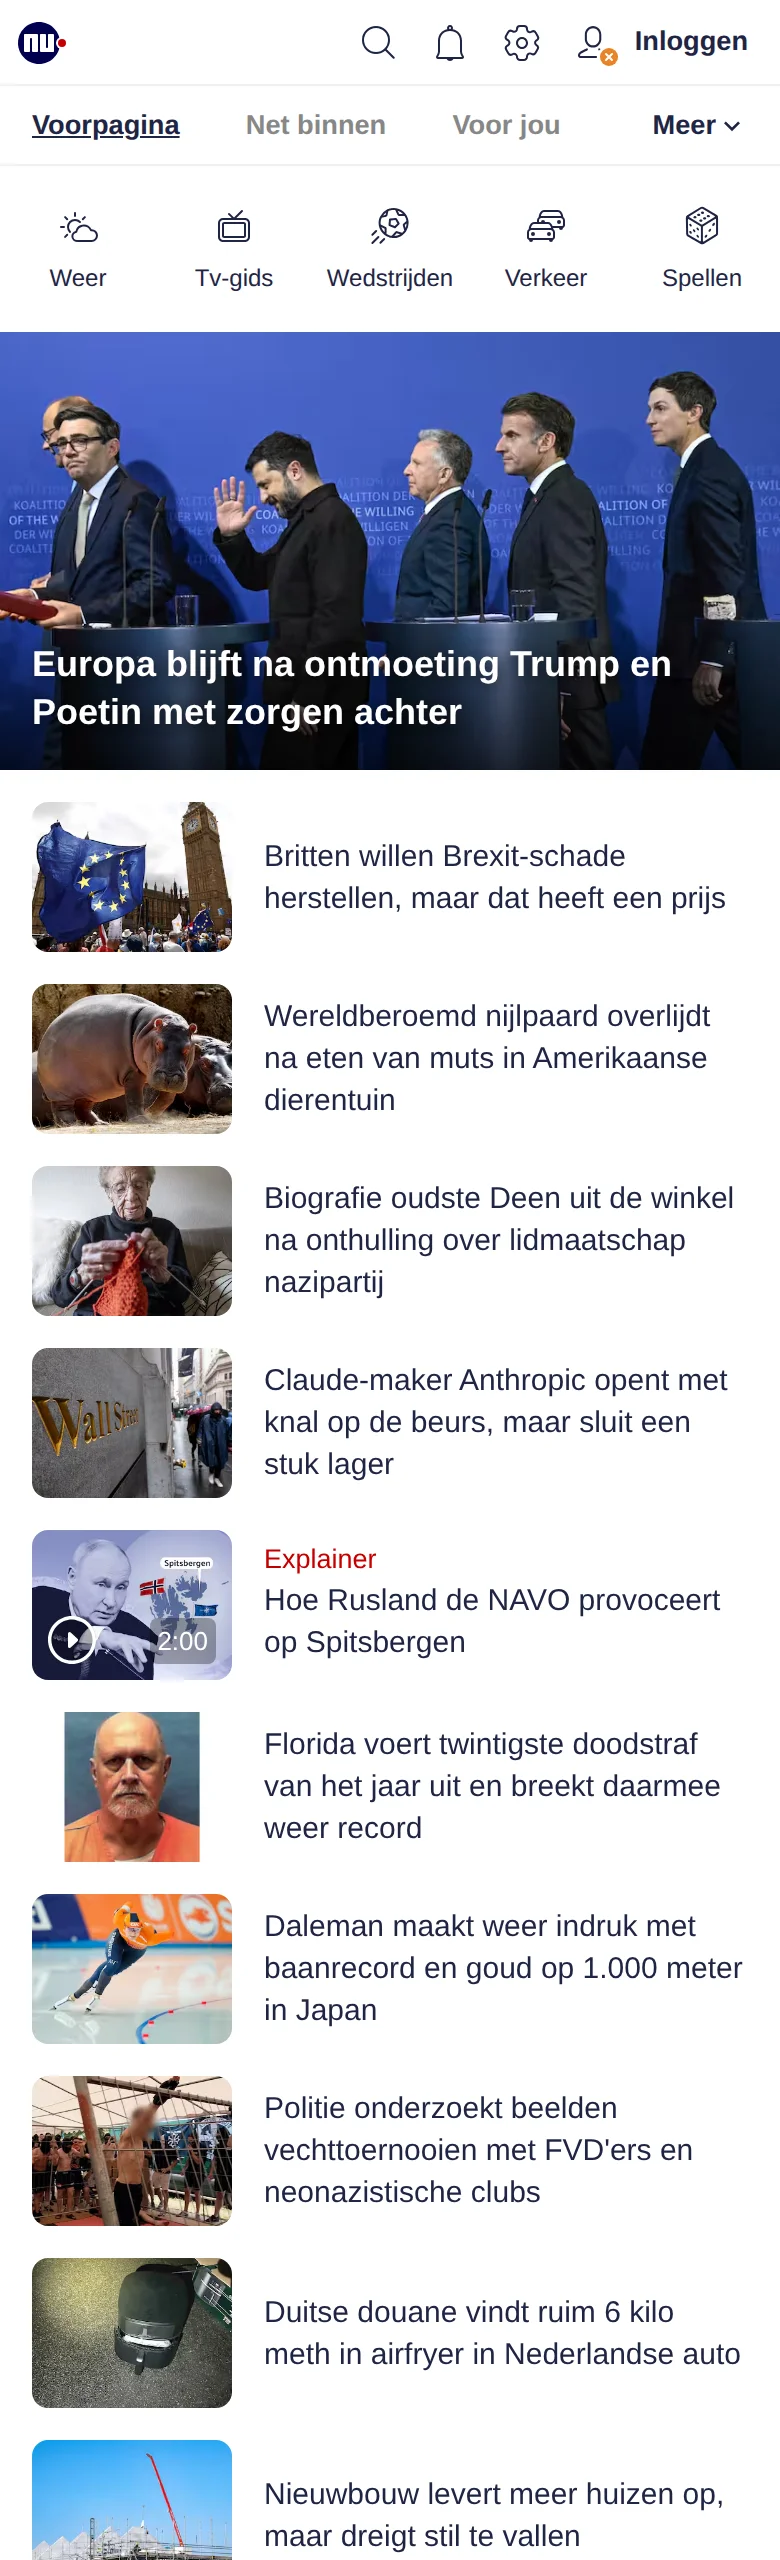 nu
Inloggen
Voorpagina
Net binnen
Voor jou
Meer
Weer
Tv-gids
Wedstrijden
Verkeer
Spellen
Europa blijft na ontmoeting Trump en
Poetin met zorgen achter
Britten willen Brexit-schade
herstellen, maar dat heeft een prijs
Wereldberoemd nijlpaard overlijdt
na eten van muts in Amerikaanse
dierentuin
Biografie oudste Deen uit de winkel
na onthulling over lidmaatschap
nazipartij
Wall Street
Claude-maker Anthropic opent met
knal op de beurs, maar sluit een
stuk lager
Spitsbergen
2:00
Explainer
Hoe Rusland de NAVO provoceert
op Spitsbergen
Florida voert twintigste doodstraf
van het jaar uit en breekt daarmee
weer record
Daleman maakt weer indruk met
baanrecord en goud op 1.000 meter
in Japan
Politie onderzoekt beelden
vechttoernooien met FVD'ers en
neonazistische clubs
Duitse douane vindt ruim 6 kilo
meth in airfryer in Nederlandse auto
Nieuwbouw levert meer huizen op,
maar dreigt stil te vallen